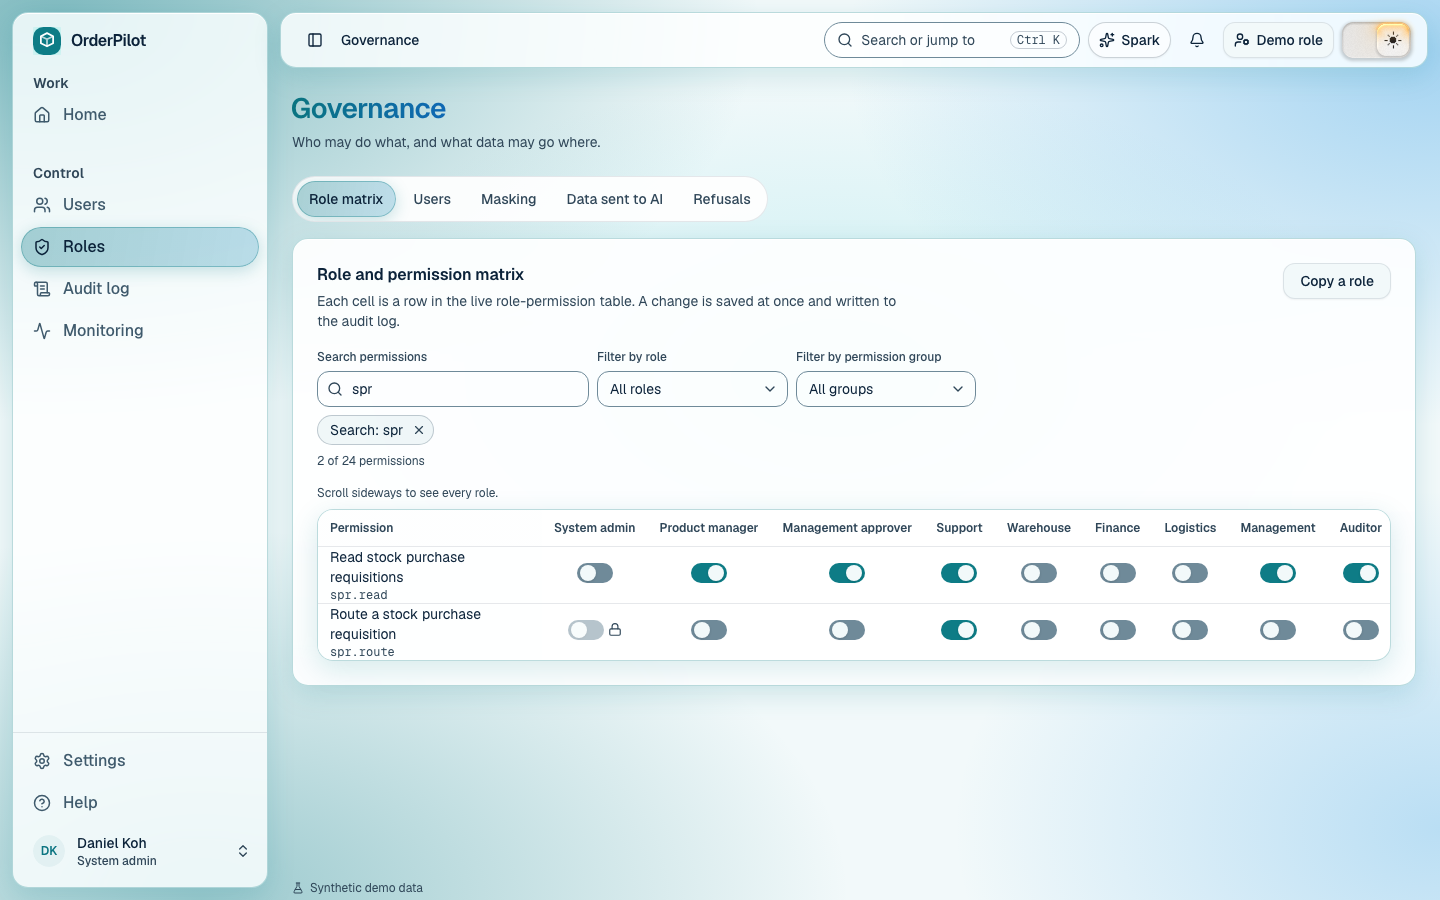 OrderPilot
Work
Home
Control
Users
Roles
Audit log
Monitoring
Settings
Help
DK
Daniel Koh
System admin
Governance
Search or jump to
Ctrl K
Spark
Demo role
Governance
Who may do what, and what data may go where.
Role matrix
Users
Masking
Data sent to AI
Refusals
Role and permission matrix
Each cell is a row in the live role-permission table. A change is saved at once and written to
the audit log.
Copy a role
Search permissions
Filter by role
Filter by permission group
spr
All roles
All groups
Search: spr
2 of 24 permissions
Scroll sideways to see every role.
Permission System admin Product manager Management approver Support Warehouse Finance Logistics Management Auditor
Read stock purchase
requisitions
spr.read
Route a stock purchase
requisition
spr.route
Synthetic demo data